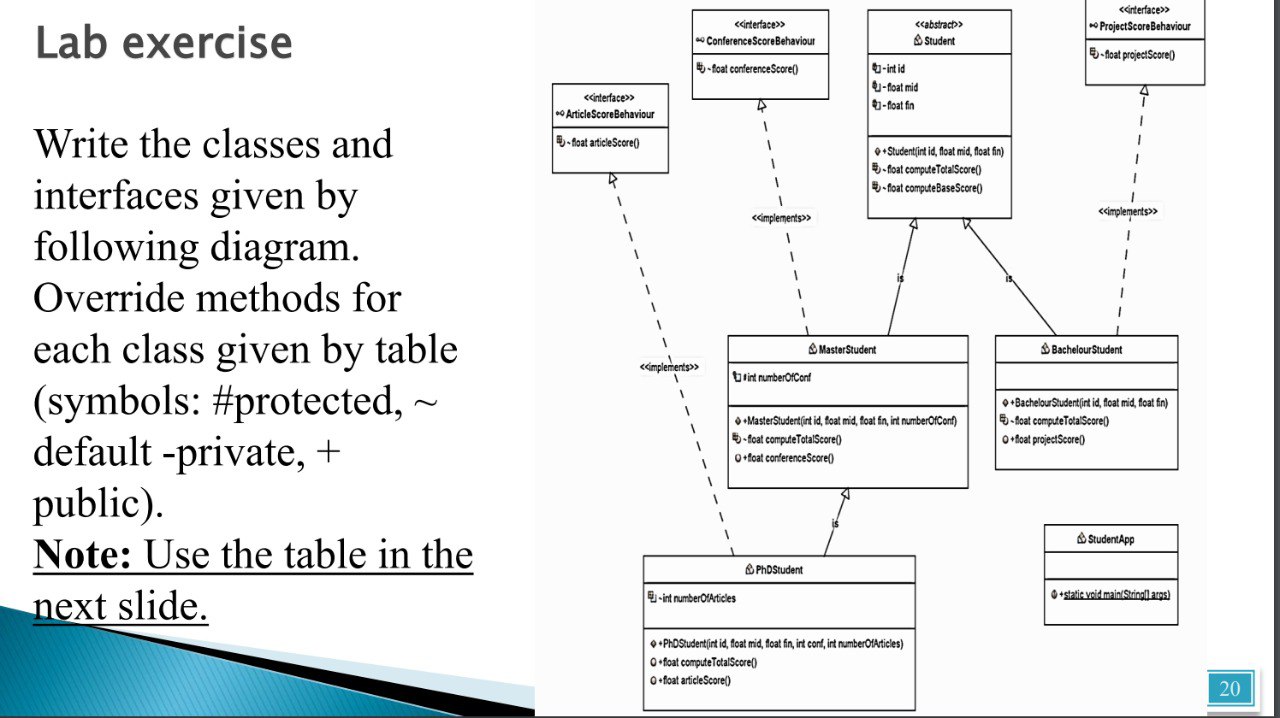 Lab exercise
Write the classes and
interfaces given by
following diagram.
Override methods for
each class given by table
(symbols: #protected, ~
default -private, +
public).
Note: Use the table in the
next slide.
<<interface>>
ArticleScoreBehaviour
~float articleScore()
<<interface>>
ConferenceScoreBehaviour
~float conferenceScore()
<<abstract>>
Student
~int id
~float mid
~float fin
+Student(int id, float mid, float fin)
~float computeTotalScore()
~float computeBaseScore()
<<interface>>
ProjectScoreBehaviour
~float projectScore()
<<implements>>
<<implements>>
is
is
<<implements>>
MasterStudent
#int numberOfConf
+MasterStudent(int id, float mid, float fin, int numberOfConf)
~float computeTotalScore()
+float conferenceScore()
BachelourStudent
+BachelourStudent(int id, float mid, float fin)
~float computeTotalScore()
+float projectScore()
is
PhDStudent
~int numberOfArticles
+PhDStudent(int id, float mid, float fin, int conf, int numberOfArticles)
+float computeTotalScore()
+float articleScore()
StudentApp
+static void main(String[] args)
20